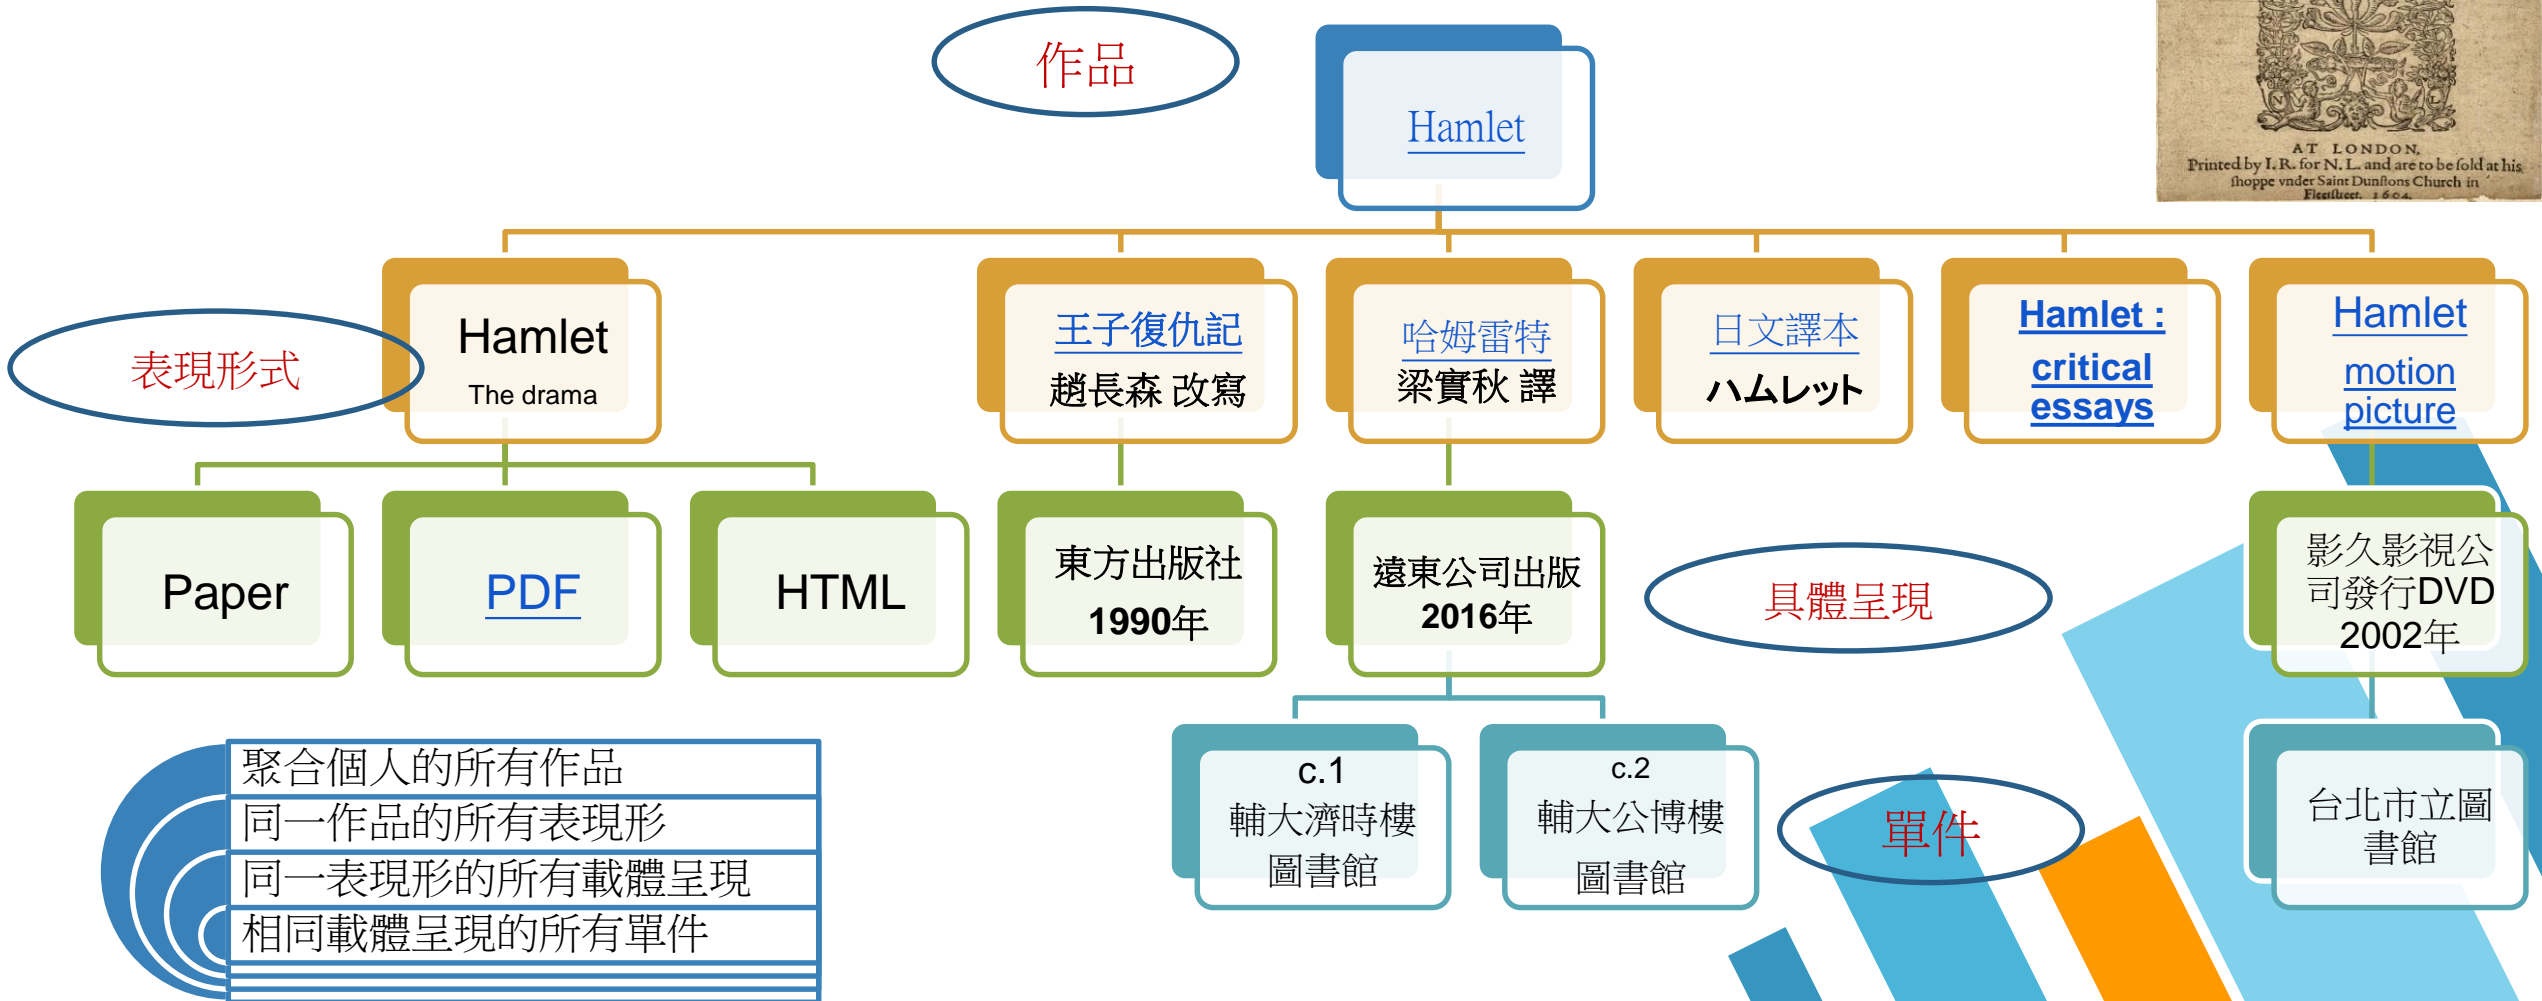 作品
Hamlet
AT LONDON,
Printed by I. R. for N. L. and are to be ſold at his
ſhoppe vnder Saint Dunſtons Church in
Fleetſtreet. 1604.
表現形式
Hamlet
The drama
王子復仇記
趙長森 改寫
哈姆雷特
梁實秋 譯
日文譯本
ハムレット
Hamlet :
critical
essays
Hamlet
motion
picture
Paper
PDF
HTML
東方出版社
1990年
遠東公司出版
2016年
具體呈現
影久影視公
司發行DVD
2002年
c.1
輔大濟時樓
圖書館
c.2
輔大公博樓
圖書館
單件
台北市立圖
書館
聚合個人的所有作品
同一作品的所有表現形
同一表現形的所有載體呈現
相同載體呈現的所有單件